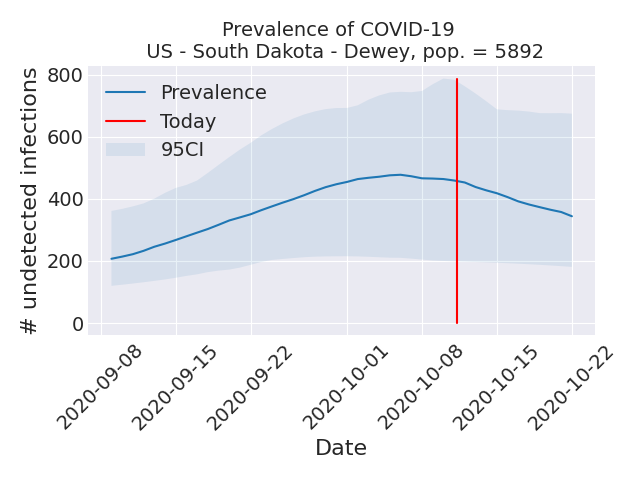 Prevalence of COVID-19
US - South Dakota - Dewey, pop. = 5892
# undetected infections
800
600
400
200
0
Prevalence
Today
95CI
2020-09-08
2020-09-15
2020-09-22
2020-10-01
2020-10-08
2020-10-15
2020-10-22
Date